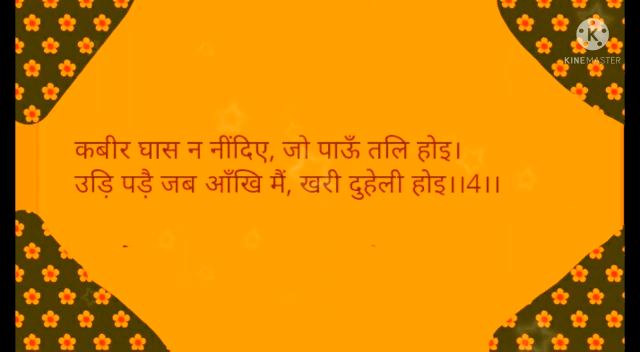 KINEMASTER
कबीर घास न नींदिए, जो पाऊँ तलि होइ।
उड़ि पड़ै जब आँखि मैं, खरी दुहेली होइ।।4।।